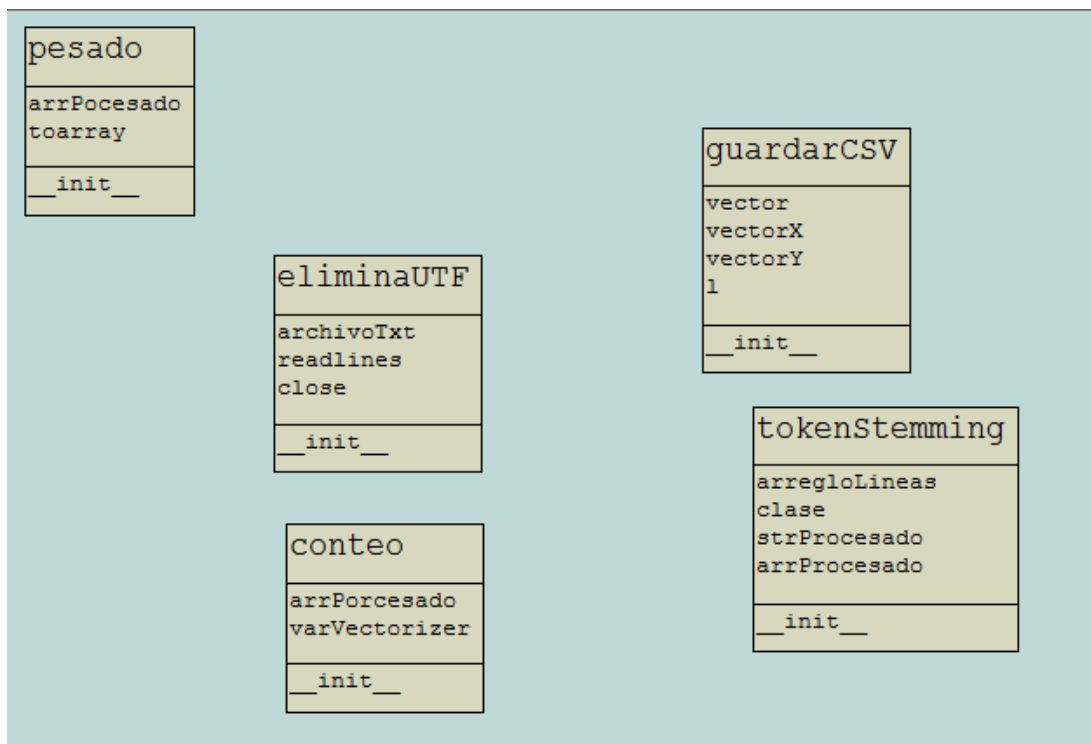 pesado
arrPocesado
toarray
__init__
guardarCSV
vector
vectorX
vectorY
l
__init__
eliminaUTF
archivoTxt
readlines
close
__init__
tokenStemming
arregloLineas
clase
strProcesado
arrProcesado
__init__
conteo
arrPorcesado
varVectorizer
__init__